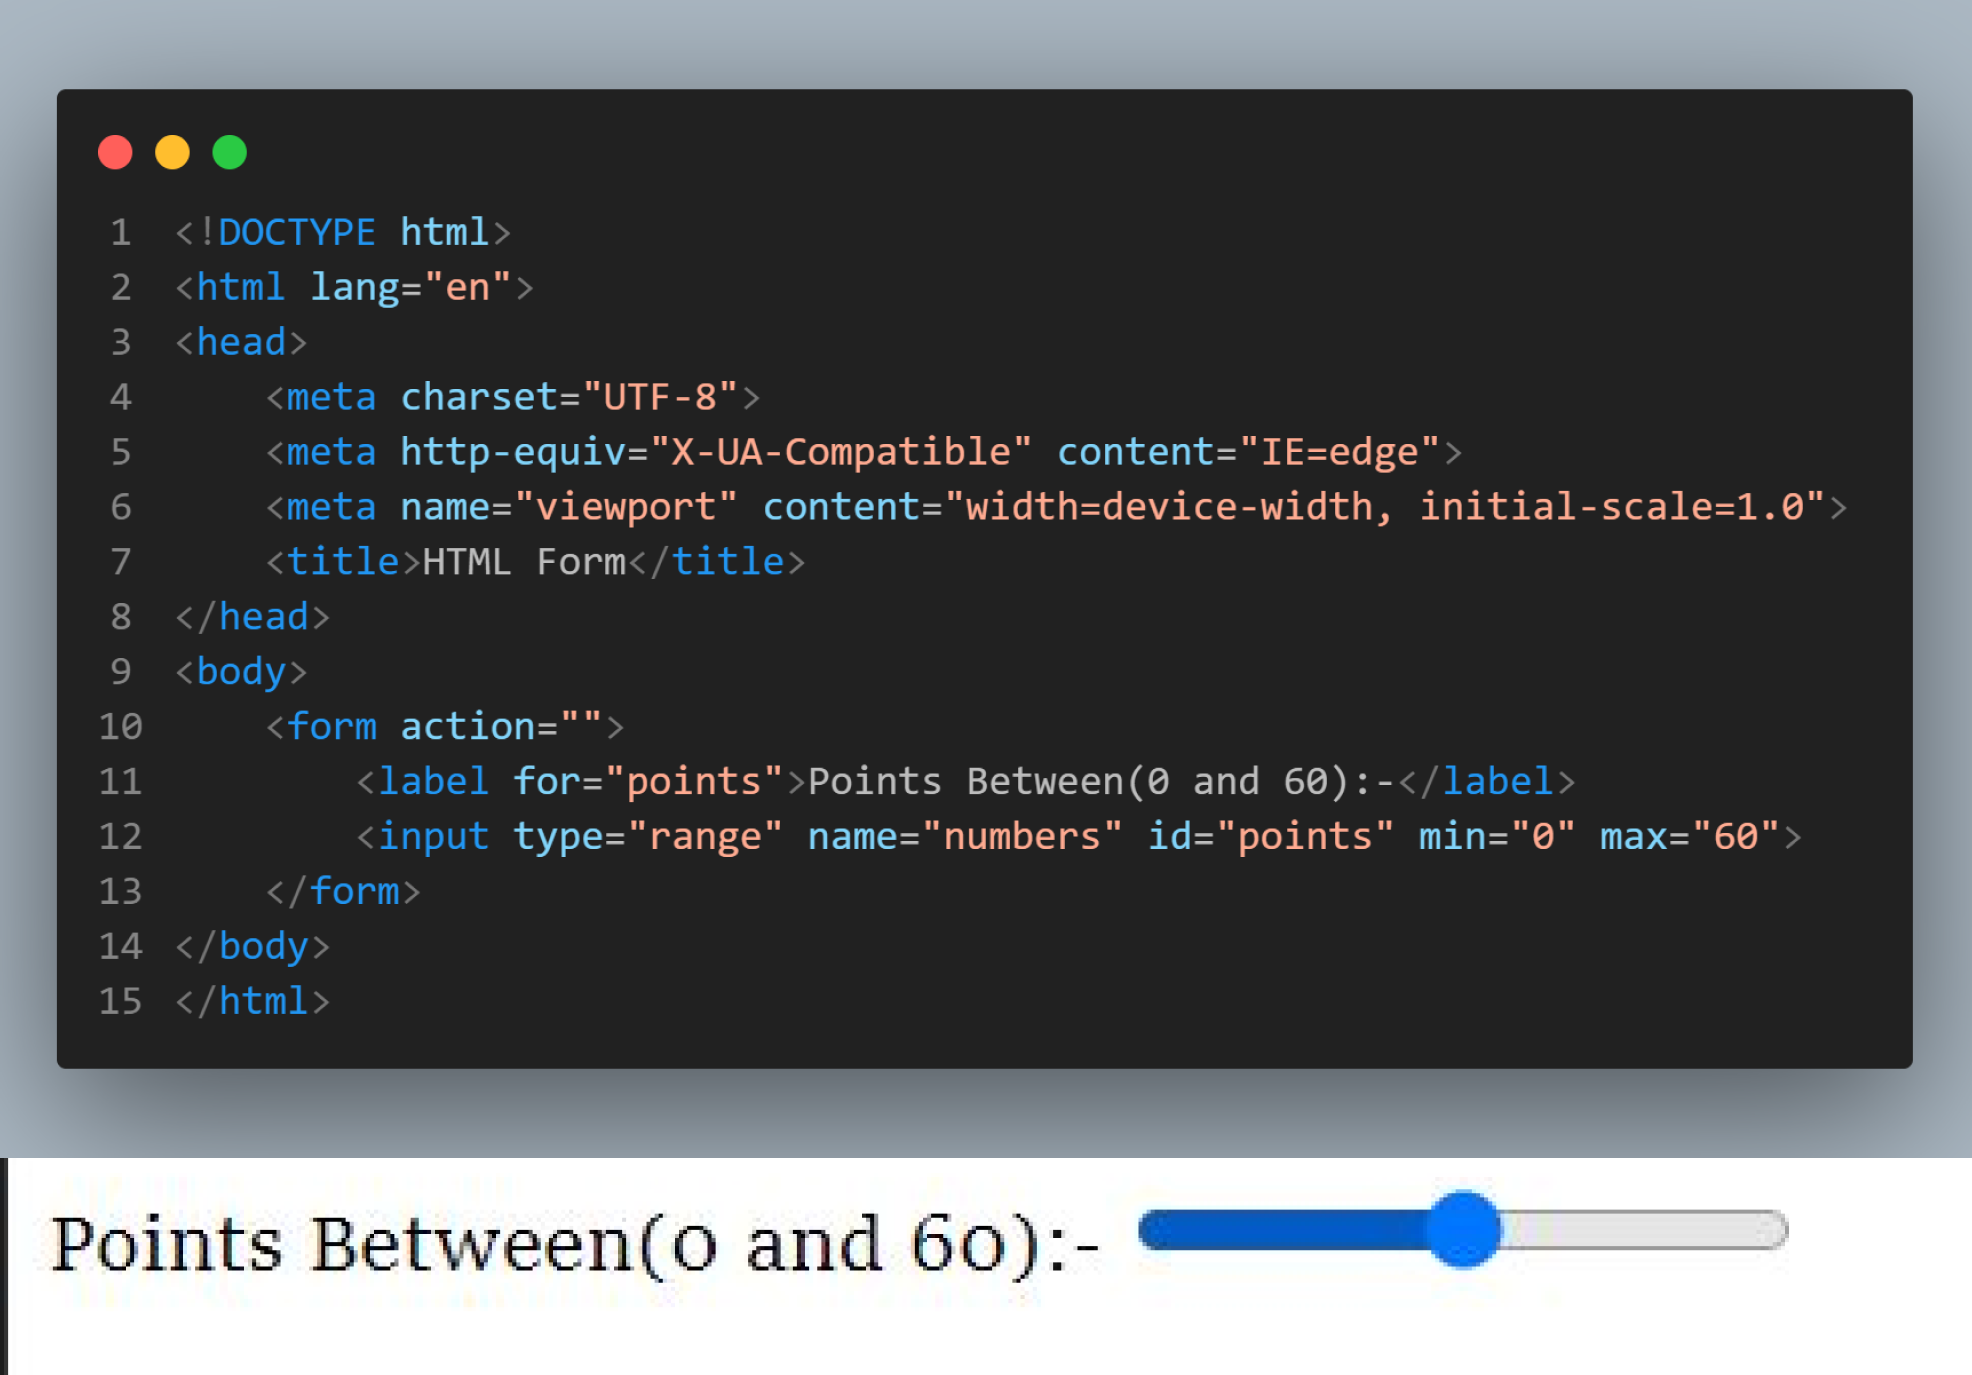 1 <!DOCTYPE html>
2 <html lang="en">
3 <head>
4     <meta charset="UTF-8">
5     <meta http-equiv="X-UA-Compatible" content="IE=edge">
6     <meta name="viewport" content="width=device-width, initial-scale=1.0">
7     <title>HTML Form</title>
8 </head>
9 <body>
10     <form action="">
11         <label for="points">Points Between(0 and 60):-</label>
12         <input type="range" name="numbers" id="points" min="0" max="60">
13     </form>
14 </body>
15 </html>
Points Between(0 and 60):-